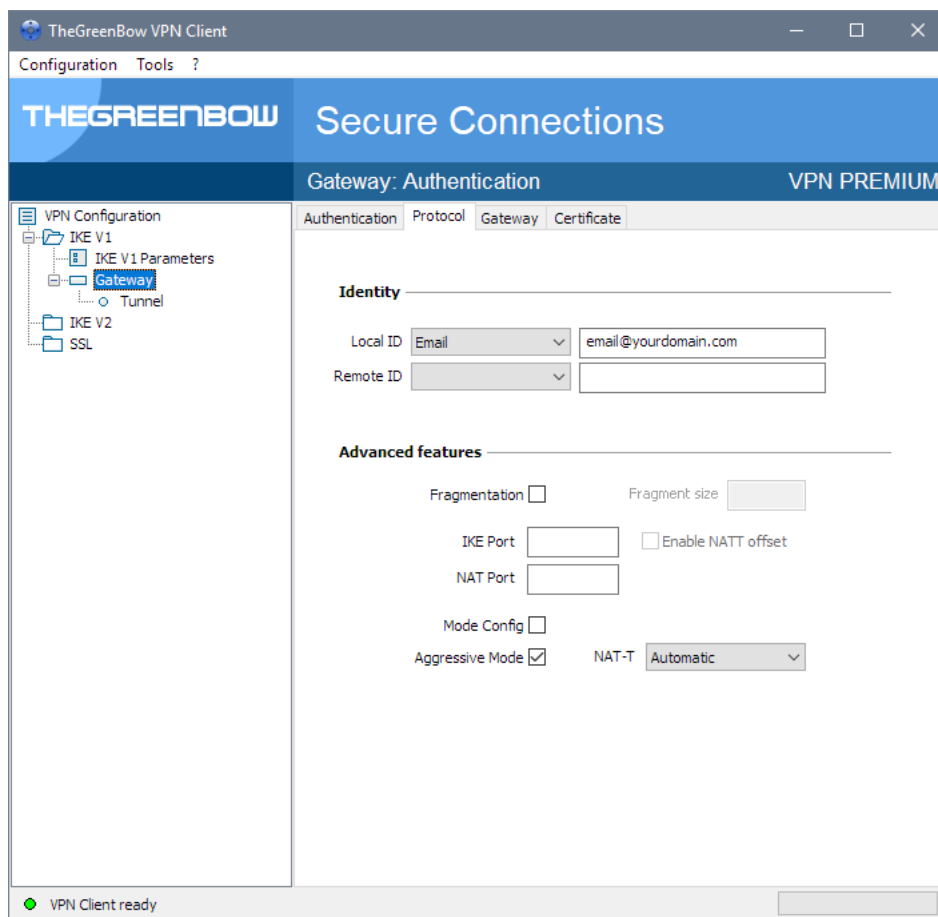 TheGreenBow VPN Client
Configuration Tools ?
THEGREENBOW
Secure Connections
Gateway: Authentication VPN PREMIUM
VPN Configuration
IKE V1
IKE V1 Parameters
Gateway
Tunnel
IKE V2
SSL
Authentication Protocol Gateway Certificate
Identity
Local ID Email email@yourdomain.com
Remote ID
Advanced features
Fragmentation Fragment size
IKE Port Enable NATT offset
NAT Port
Mode Config
Aggressive Mode NAT-T Automatic
VPN Client ready